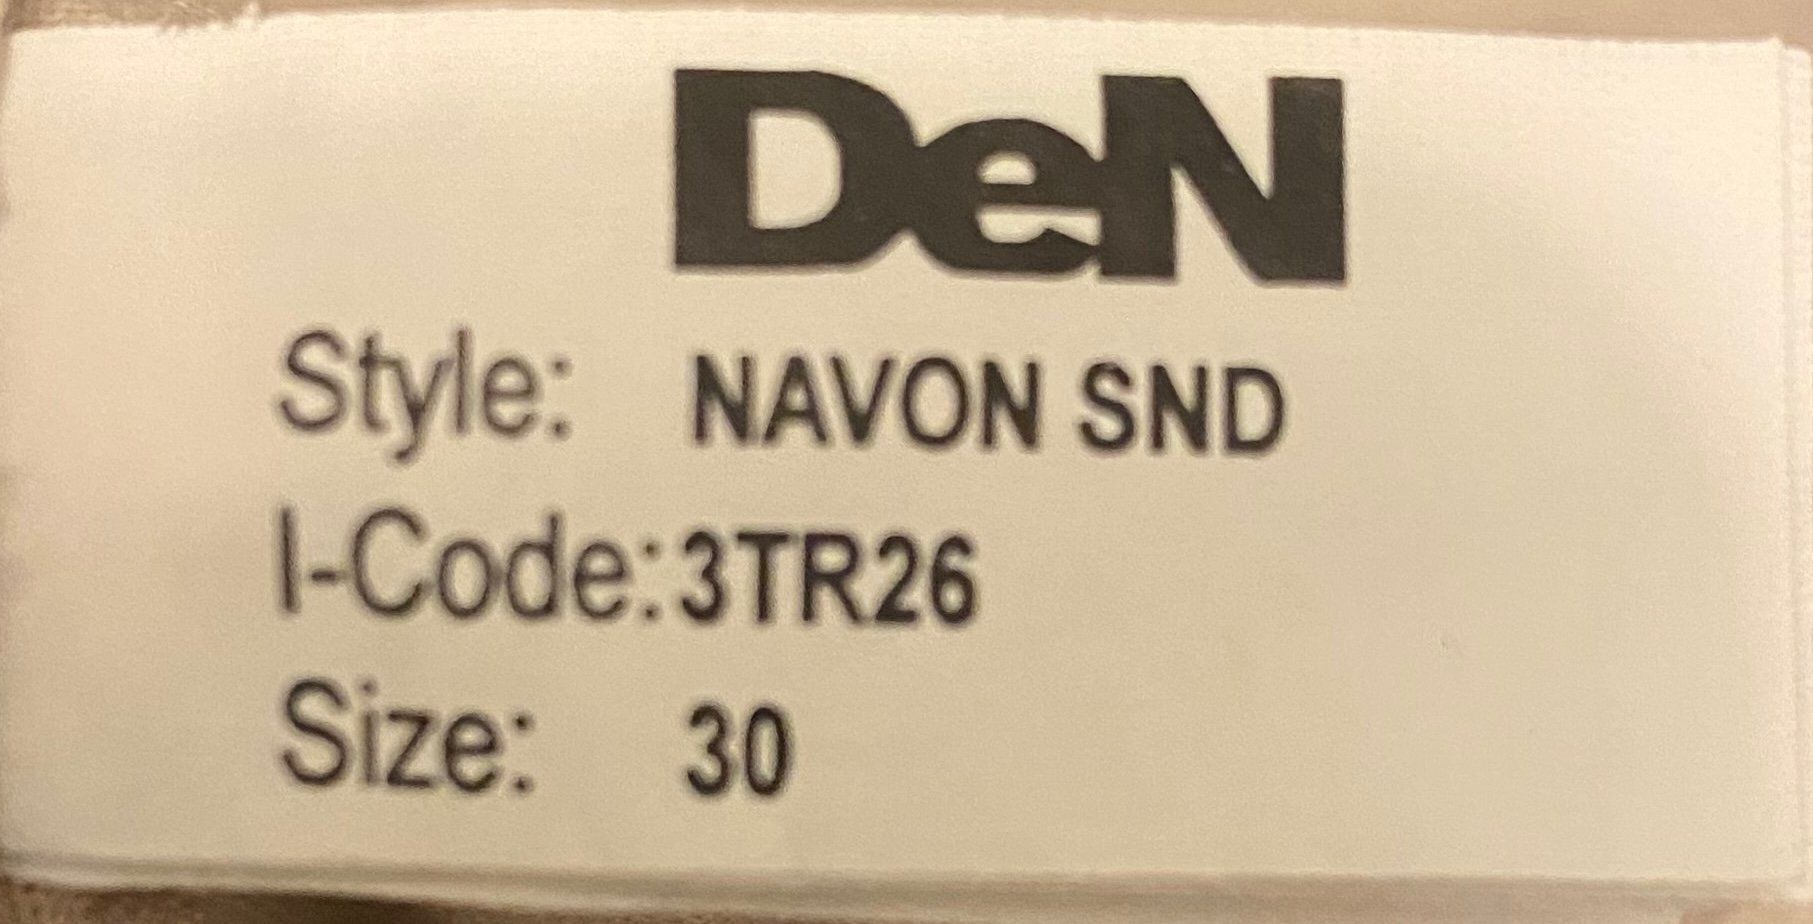 DeN
Style: NAVON SND
I-Code: 3TR26
Size: 30